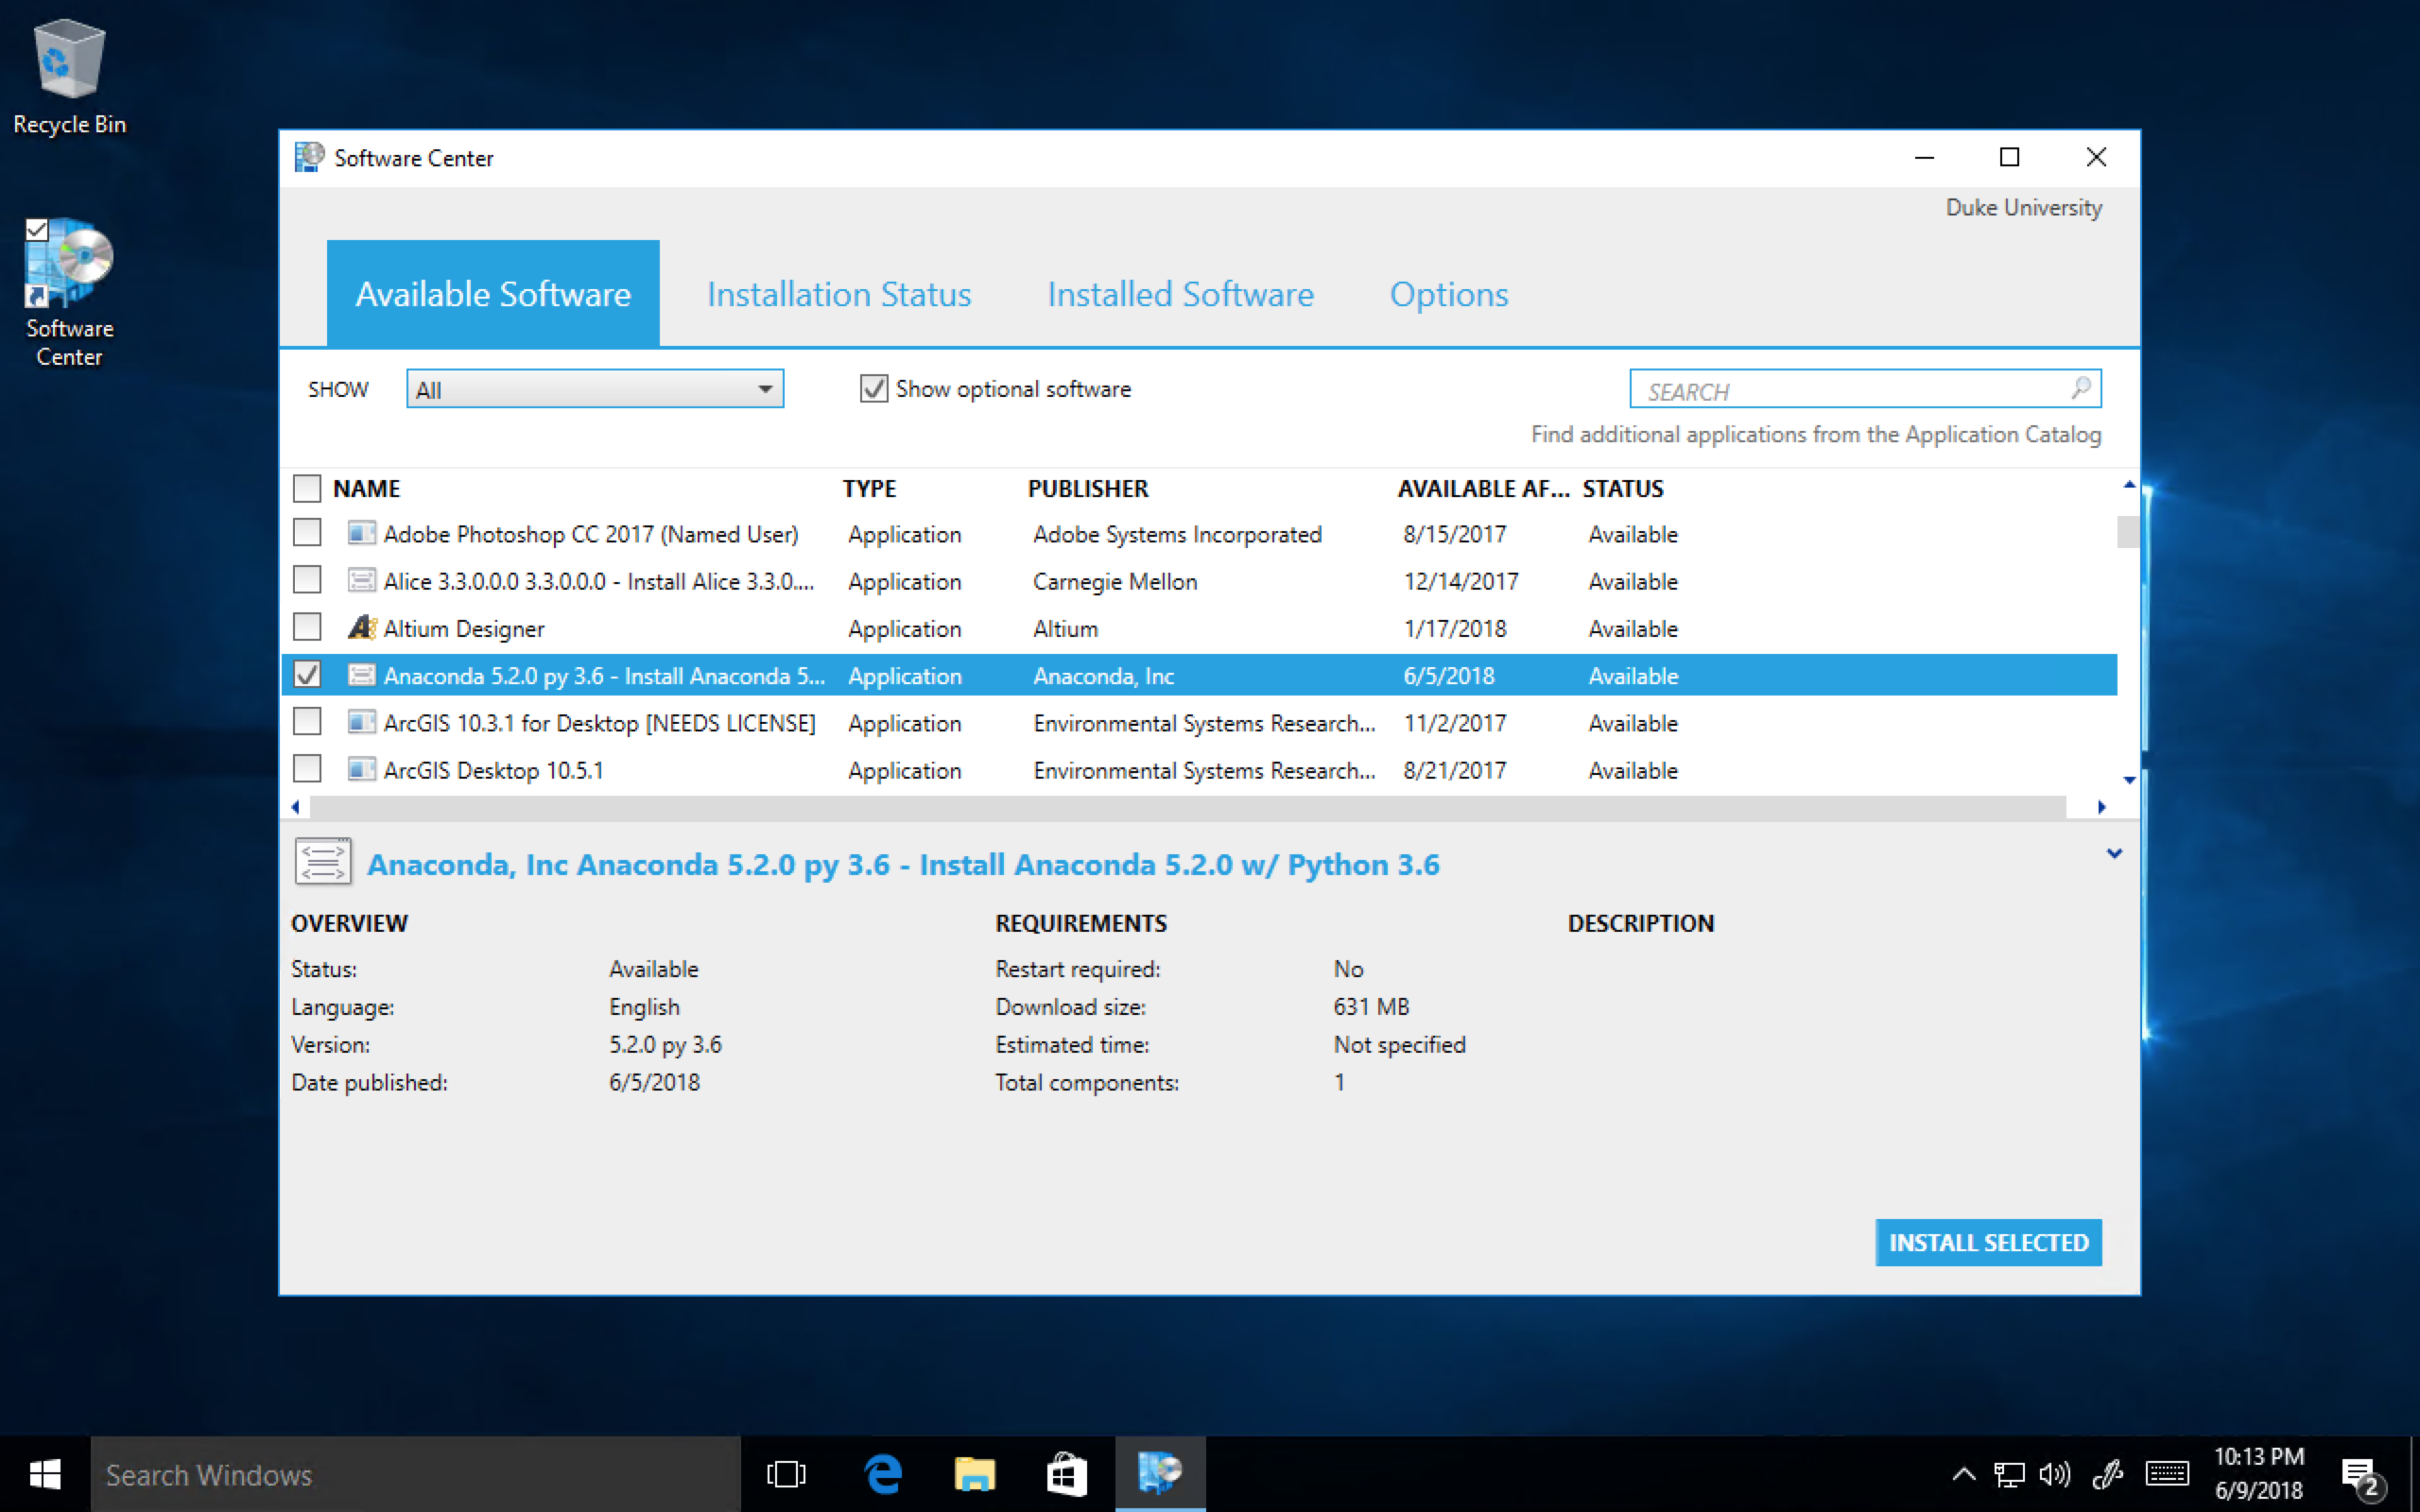 Recycle Bin
Software
Center
Software Center
Duke University
Available Software
Installation Status
Installed Software
Options
SHOW
All
Show optional software
SEARCH
Find additional applications from the Application Catalog
NAME TYPE PUBLISHER AVAILABLE AF... STATUS
Adobe Photoshop CC 2017 (Named User) Application Adobe Systems Incorporated 8/15/2017 Available
Alice 3.3.0.0.0 3.3.0.0.0 - Install Alice 3.3.0.... Application Carnegie Mellon 12/14/2017 Available
Altium Designer Application Altium 1/17/2018 Available
Anaconda 5.2.0 py 3.6 - Install Anaconda 5... Application Anaconda, Inc 6/5/2018 Available
ArcGIS 10.3.1 for Desktop [NEEDS LICENSE] Application Environmental Systems Research... 11/2/2017 Available
ArcGIS Desktop 10.5.1 Application Environmental Systems Research... 8/21/2017 Available
Anaconda, Inc Anaconda 5.2.0 py 3.6 - Install Anaconda 5.2.0 w/ Python 3.6
OVERVIEW REQUIREMENTS DESCRIPTION
Status: Available Restart required: No
Language: English Download size: 631 MB
Version: 5.2.0 py 3.6 Estimated time: Not specified
Date published: 6/5/2018 Total components: 1
INSTALL SELECTED
Search Windows
10:13 PM
6/9/2018
2